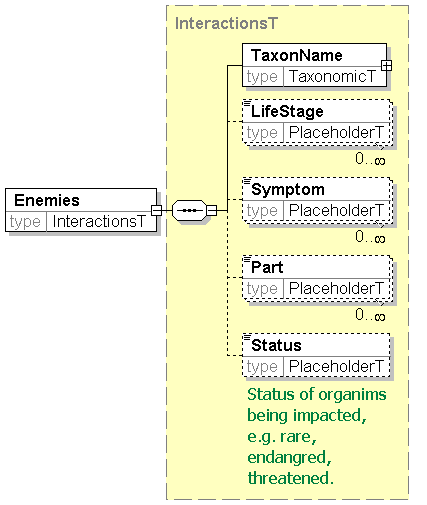 InteractionsT
TaxonName
type TaxonomicT
LifeStage
type PlaceholderT
0..∞
Symptom
type PlaceholderT
0..∞
Enemies
type InteractionsT
Part
type PlaceholderT
0..∞
Status
type PlaceholderT
Status of organims
being impacted,
e.g. rare,
endangred,
threatened.